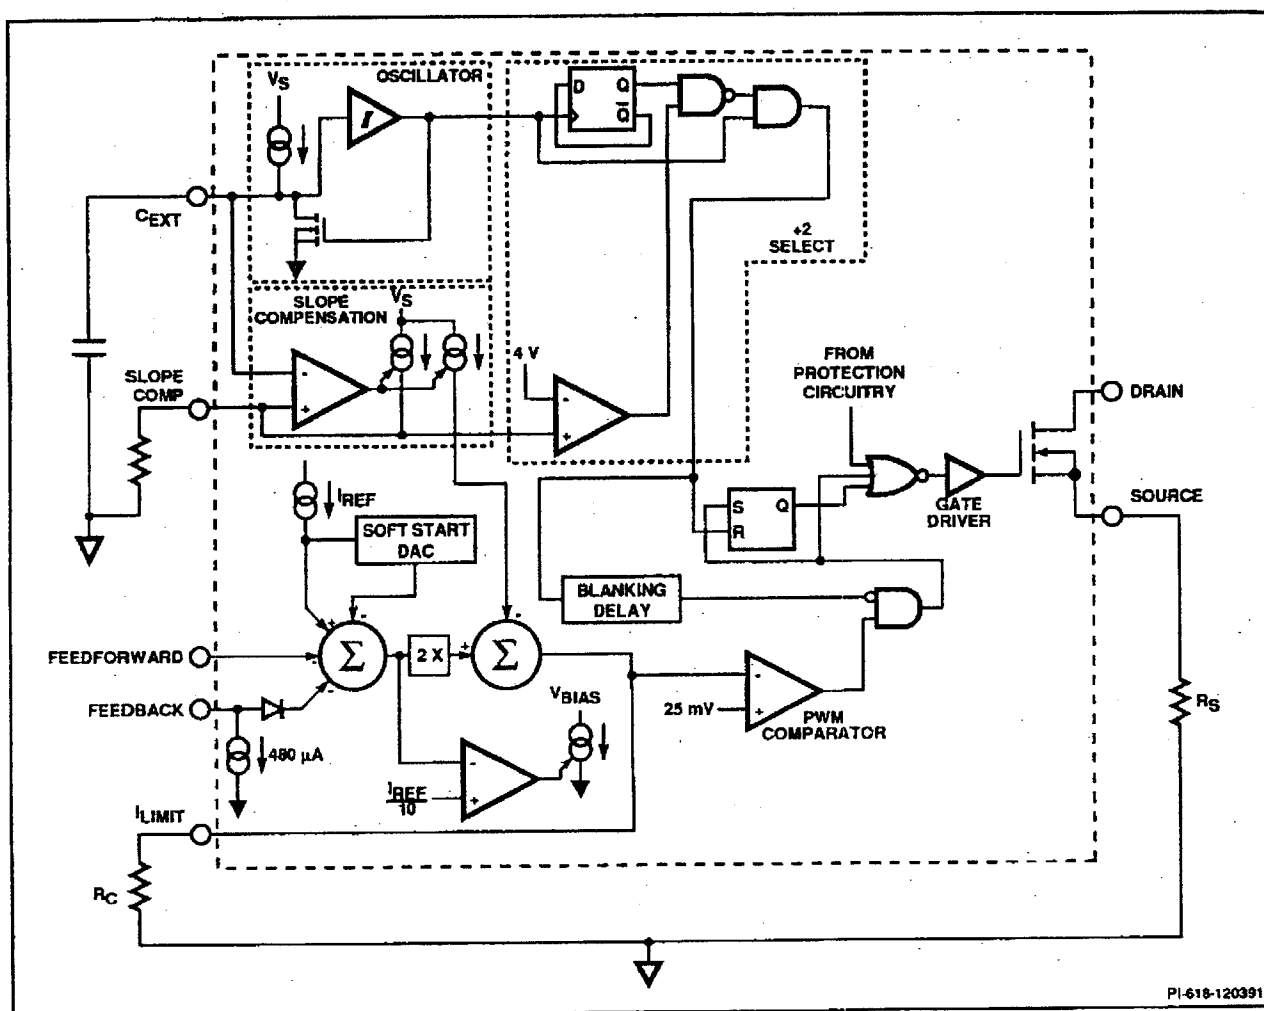 OSCILLATOR
VS
D
Q
Q̅
CEXT
+2
SELECT
SLOPE
COMPENSATION
VS
SLOPE
COMP
-
+
4 V
-
+
FROM
PROTECTION
CIRCUITRY
DRAIN
SOURCE
GATE
DRIVER
IREF
SOFT START
DAC
S
Q
R
BLANKING
DELAY
+
-
-
-
Σ
2 X
+
-
Σ
FEEDFORWARD
FEEDBACK
480 μA
VBIAS
25 mV
-
+
PWM
COMPARATOR
RS
IREF
10
-
+
ILIMIT
RC
PI-618-120391